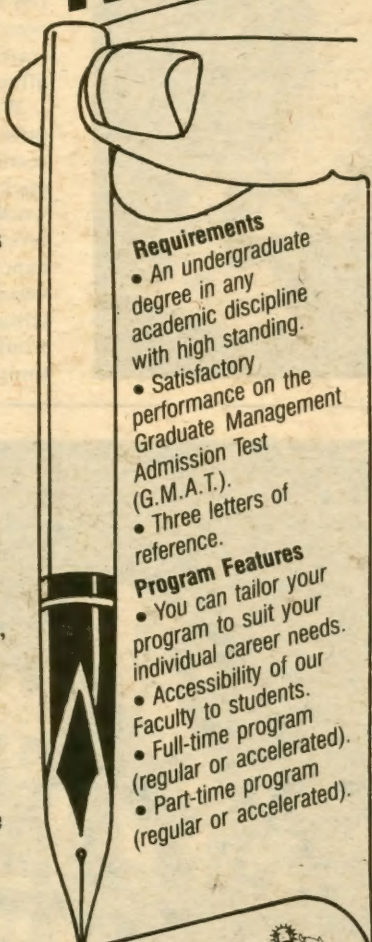 Requirements
• An undergraduate
degree in any
academic discipline
with high standing.
• Satisfactory
performance on the
Graduate Management
Admission Test
(G.M.A.T.).
• Three letters of
reference.
Program Features
• You can tailor your
program to suit your
individual career needs.
• Accessibility of our
Faculty to students.
• Full-time program
(regular or accelerated).
• Part-time program
(regular or accelerated).